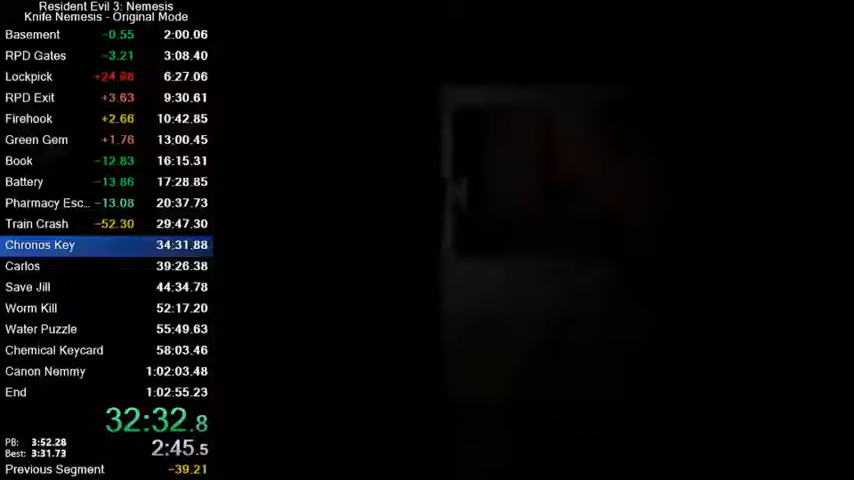 Resident Evil 3: Nemesis
Knife Nemesis - Original Mode
Basement -0.55 2:00.06
RPD Gates -3.21 3:08.40
Lockpick +24.98 6:27.06
RPD Exit +3.63 9:30.61
Firehook +2.66 10:42.85
Green Gem +1.76 13:00.45
Book -12.83 16:15.31
Battery -13.86 17:28.85
Pharmacy Esc... -13.08 20:37.73
Train Crash -52.30 29:47.30
Chronos Key 34:31.88
Carlos 39:26.38
Save Jill 44:34.78
Worm Kill 52:17.20
Water Puzzle 55:49.63
Chemical Keycard 58:03.46
Canon Nemmy 1:02:03.48
End 1:02:55.23
32:32.8
PB: 3:52.28
Best: 3:31.73
2:45.5
Previous Segment -39.21